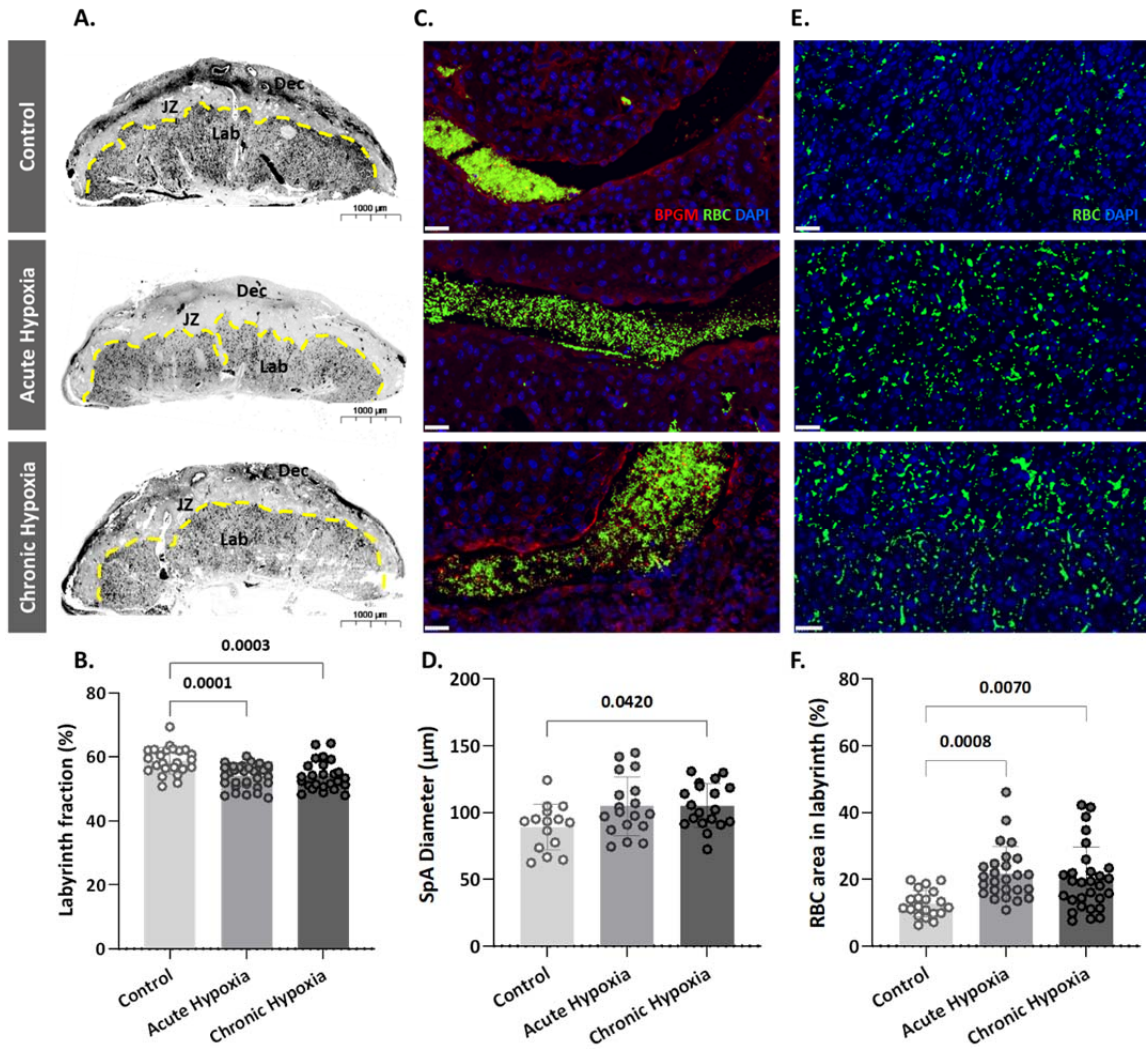 A.
C.
E.
Control
Dec
JZ
Lab
1000 µm
BPGM RBC DAPI
RBC DAPI
Acute Hypoxia
Dec
JZ
Lab
1000 µm
Chronic Hypoxia
Dec
JZ
Lab
1000 µm
B.
0.0003
0.0001
Labyrinth fraction (%)
80
60
40
20
0
Control
Acute Hypoxia
Chronic Hypoxia
D.
0.0420
SpA Diameter (µm)
200
150
100
50
0
Control
Acute Hypoxia
Chronic Hypoxia
F.
0.0070
0.0008
RBC area in labyrinth (%)
80
60
40
20
0
Control
Acute Hypoxia
Chronic Hypoxia